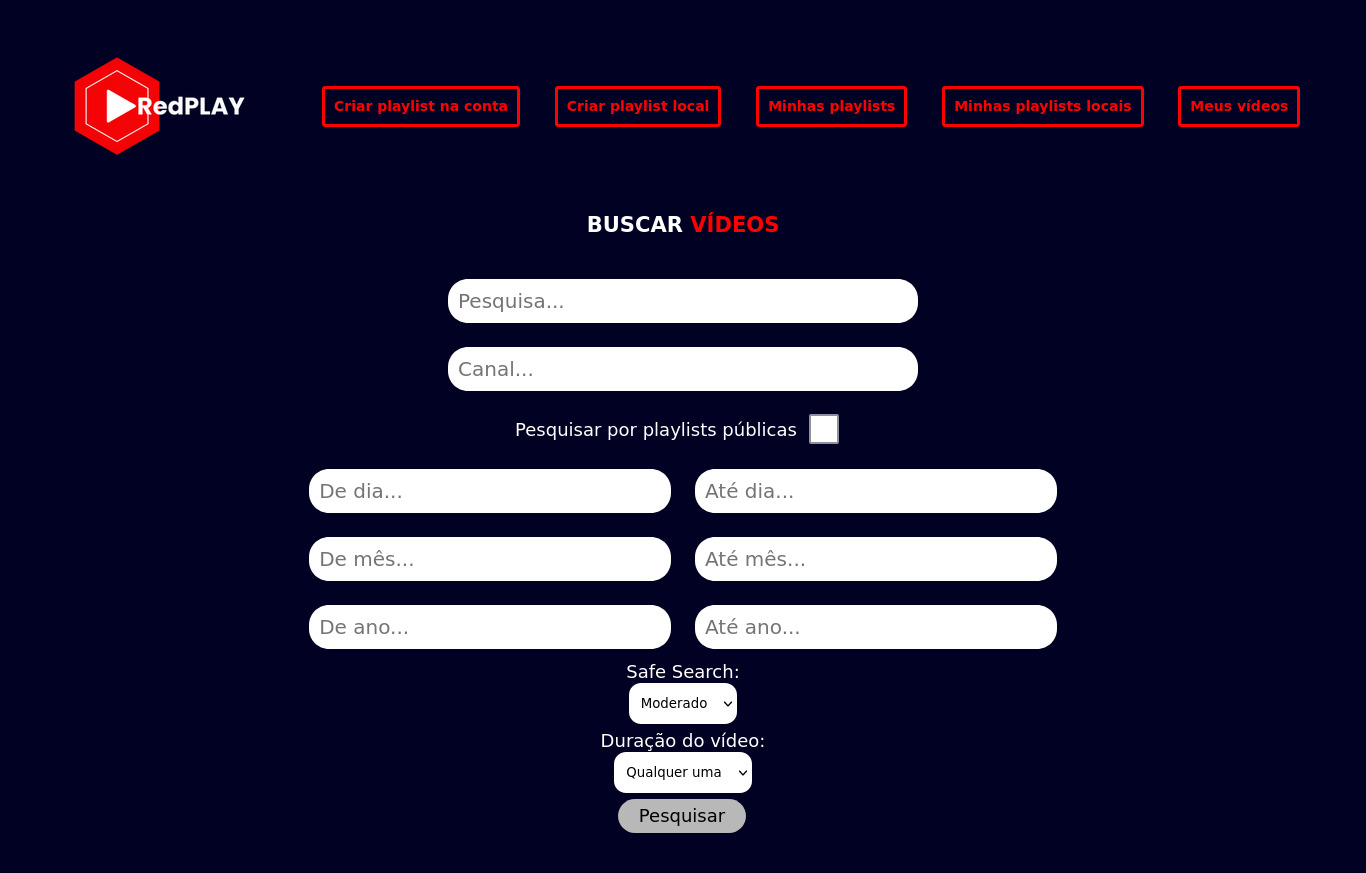 RedPLAY
Criar playlist na conta
Criar playlist local
Minhas playlists
Minhas playlists locais
Meus vídeos
BUSCAR VÍDEOS
Pesquisa...
Canal...
Pesquisar por playlists públicas
De dia...
Até dia...
De mês...
Até mês...
De ano...
Até ano...
Safe Search:
Moderado
Duração do vídeo:
Qualquer uma
Pesquisar